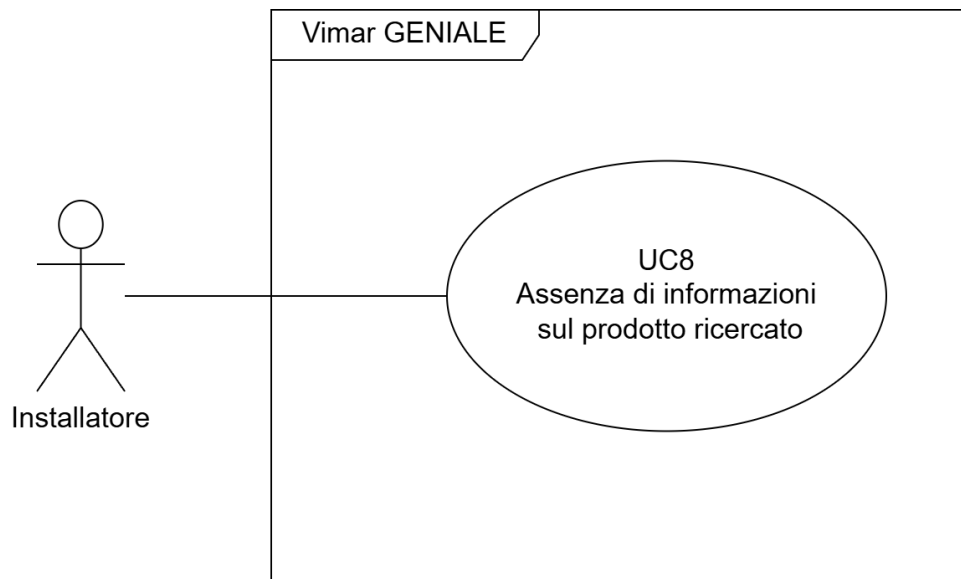 Vimar GENIALE
UC8
Assenza di informazioni
sul prodotto ricercato
Installatore